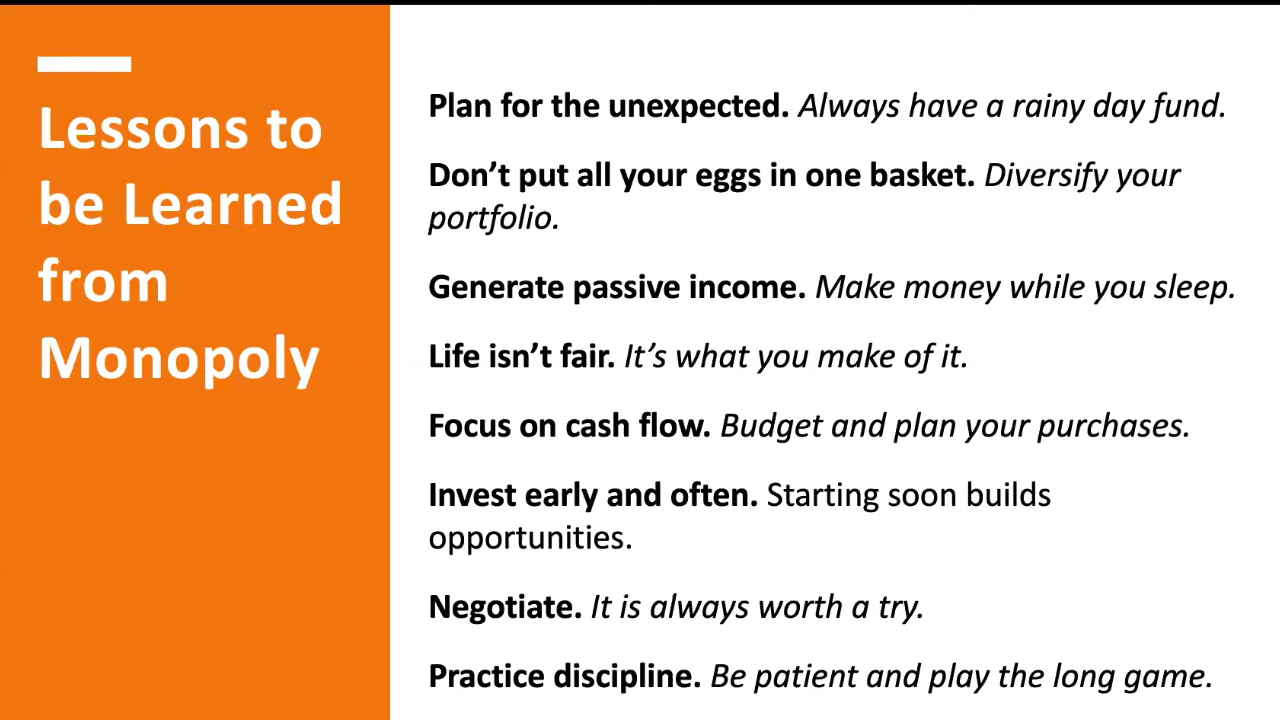 Lessons to
be Learned
from
Monopoly
Plan for the unexpected. Always have a rainy day fund.
Don’t put all your eggs in one basket. Diversify your
portfolio.
Generate passive income. Make money while you sleep.
Life isn’t fair. It’s what you make of it.
Focus on cash flow. Budget and plan your purchases.
Invest early and often. Starting soon builds
opportunities.
Negotiate. It is always worth a try.
Practice discipline. Be patient and play the long game.